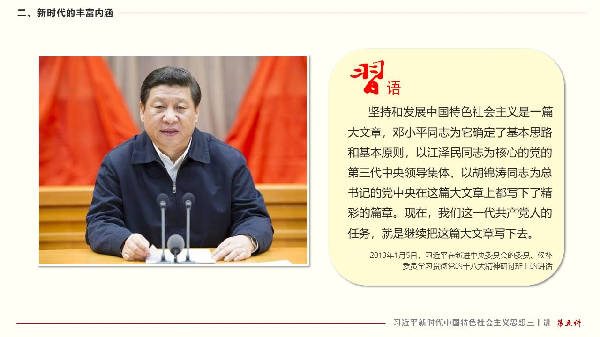 二、新时代的丰富内涵
習
语
坚持和发展中国特色社会主义是一篇
大文章，邓小平同志为它确定了基本思路
和基本原则，以江泽民同志为核心的党的
第三代中央领导集体、以胡锦涛同志为总
书记的党中央在这篇大文章上都写下了精
彩的篇章。现在，我们这一代共产党人的
任务，就是继续把这篇大文章写下去。
2013年1月5日，习近平在新进中央委员会的委员、候补
委员学习贯彻党的十八大精神研讨班上的讲话
习近平新时代中国特色社会主义思想三十讲 第五讲